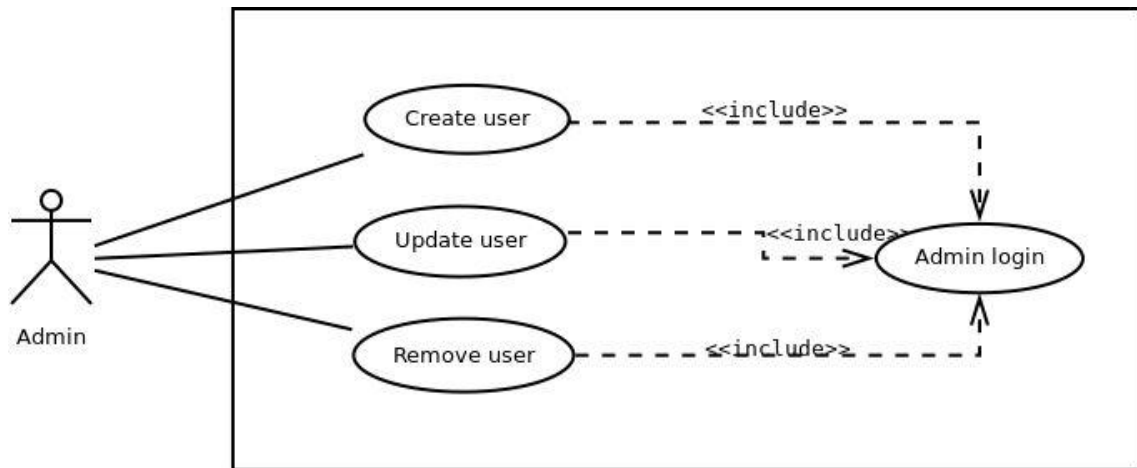 Create user
<<include>>
Update user
<<include>>
Admin login
Admin
Remove user
<<include>>